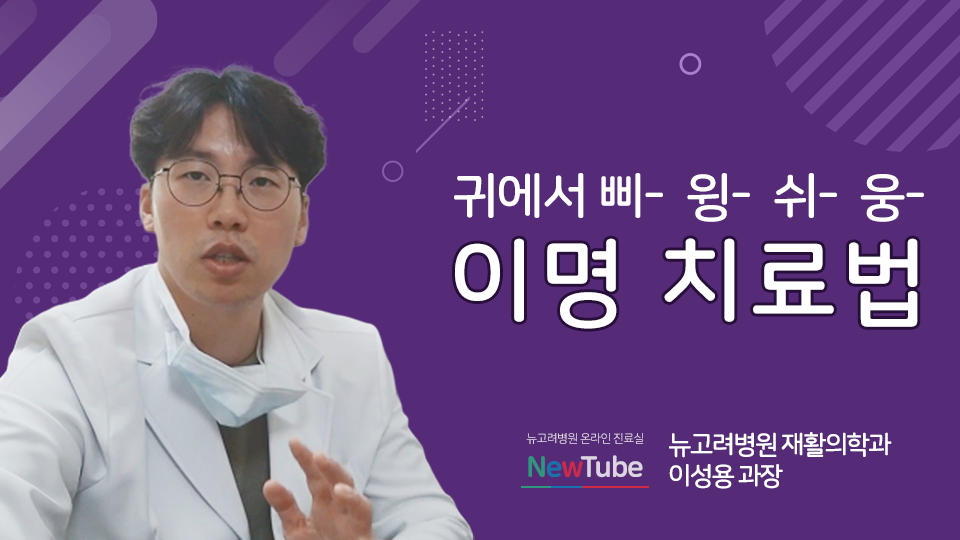 귀에서 삐- 윙- 쉬- 웅-
이명 치료법
뉴고려병원 온라인 진료실
NewTube
뉴고려병원 재활의학과
이성용 과장